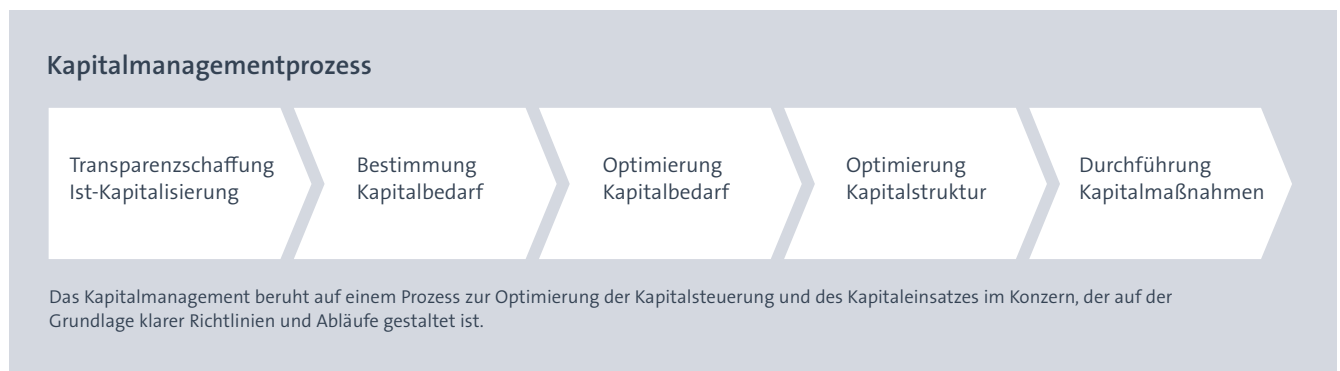 Kapitalmanagementprozess
Transparenzschaffung
Ist-Kapitalisierung
Bestimmung
Kapitalbedarf
Optimierung
Kapitalbedarf
Optimierung
Kapitalstruktur
Durchführung
Kapitalmaßnahmen
Das Kapitalmanagement beruht auf einem Prozess zur Optimierung der Kapitalsteuerung und des Kapitaleinsatzes im Konzern, der auf der
Grundlage klarer Richtlinien und Abläufe gestaltet ist.